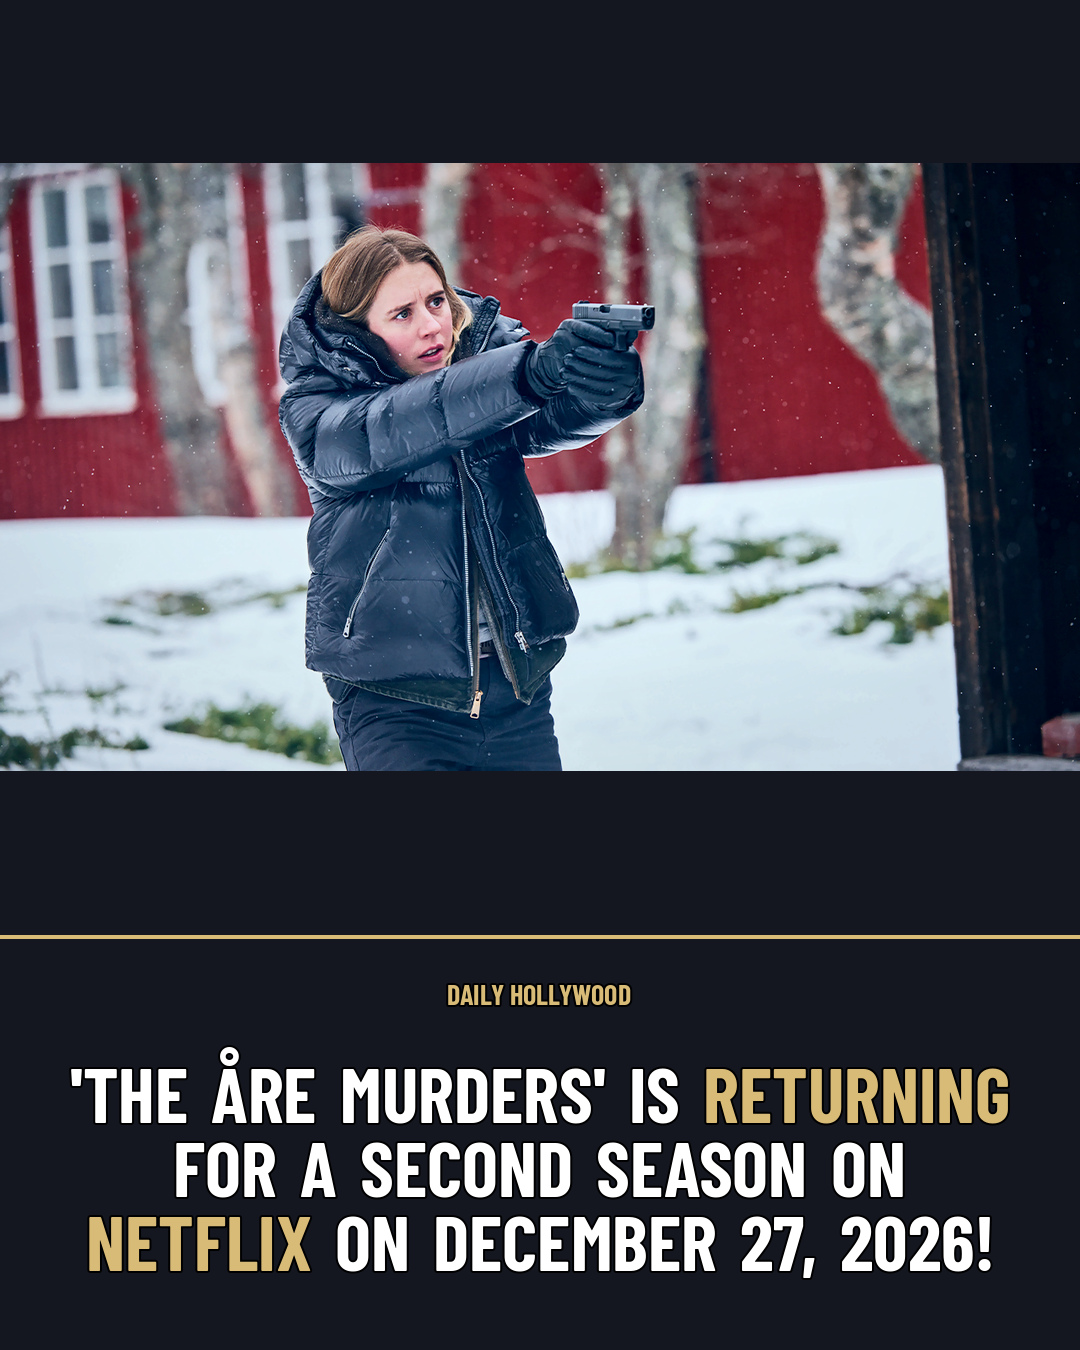 DAILY HOLLYWOOD
'THE ÅRE MURDERS' IS RETURNING
FOR A SECOND SEASON ON
NETFLIX ON DECEMBER 27, 2026!